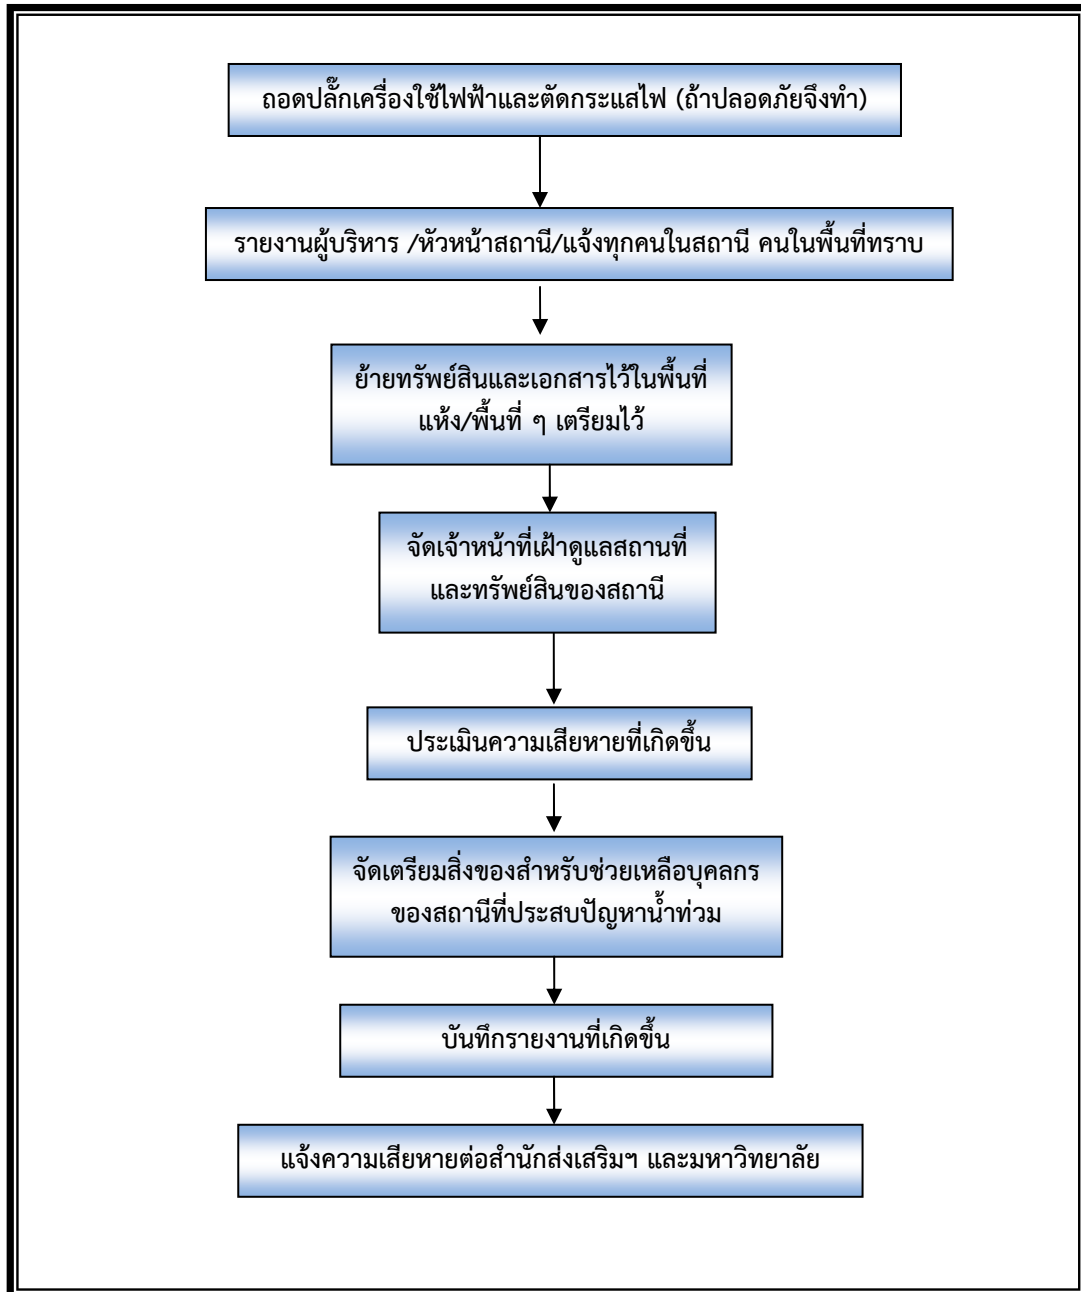 ถอดปลั๊กเครื่องใช้ไฟฟ้าและตัดกระแสไฟ (ถ้าปลอดภัยจึงทำ)
รายงานผู้บริหาร /หัวหน้าสถานี/แจ้งทุกคนในสถานี คนในพื้นที่ทราบ
ย้ายทรัพย์สินและเอกสารไว้ในพื้นที่
แห้ง/พื้นที่ ๆ เตรียมไว้
จัดเจ้าหน้าที่เฝ้าดูแลสถานที่
และทรัพย์สินของสถานี
ประเมินความเสียหายที่เกิดขึ้น
จัดเตรียมสิ่งของสำหรับช่วยเหลือบุคลกร
ของสถานีที่ประสบปัญหาน้ำท่วม
บันทึกรายงานที่เกิดขึ้น
แจ้งความเสียหายต่อสำนักส่งเสริมฯ และมหาวิทยาลัย